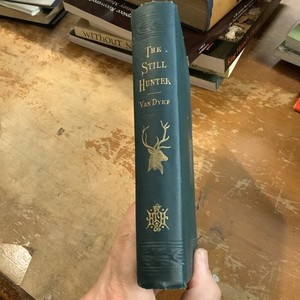 THE
STILL
HUNTER
VAN DYKE
WITHOUT